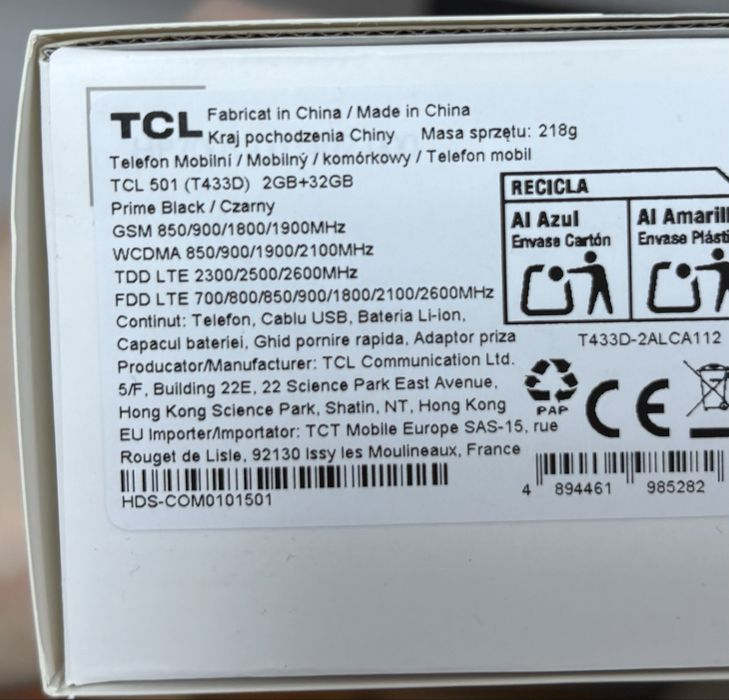 TCL
Fabricat in China / Made in China
Kraj pochodzenia Chiny Masa sprzętu: 218g
Telefon Mobilní / Mobilný / komórkowy / Telefon mobil
TCL 501 (T433D) 2GB+32GB
Prime Black / Czarny
GSM 850/900/1800/1900MHz
WCDMA 850/900/1900/2100MHz
TDD LTE 2300/2500/2600MHz
FDD LTE 700/800/850/900/1800/2100/2600MHz
Continut: Telefon, Cablu USB, Bateria Li-ion,
Capacul bateriei, Ghid pornire rapida, Adaptor priza
Producator/Manufacturer: TCL Communication Ltd.
5/F, Building 22E, 22 Science Park East Avenue,
Hong Kong Science Park, Shatin, NT, Hong Kong
EU Importer/Importator: TCT Mobile Europe SAS-15, rue
Rouget de Lisle, 92130 Issy les Moulineaux, France
HDS-COM0101501
RECICLA
Al Azul
Envase Cartón
Al Amarill
Envase Plásti
T433D-2ALCA112
PAP
CE
4 894461 985282